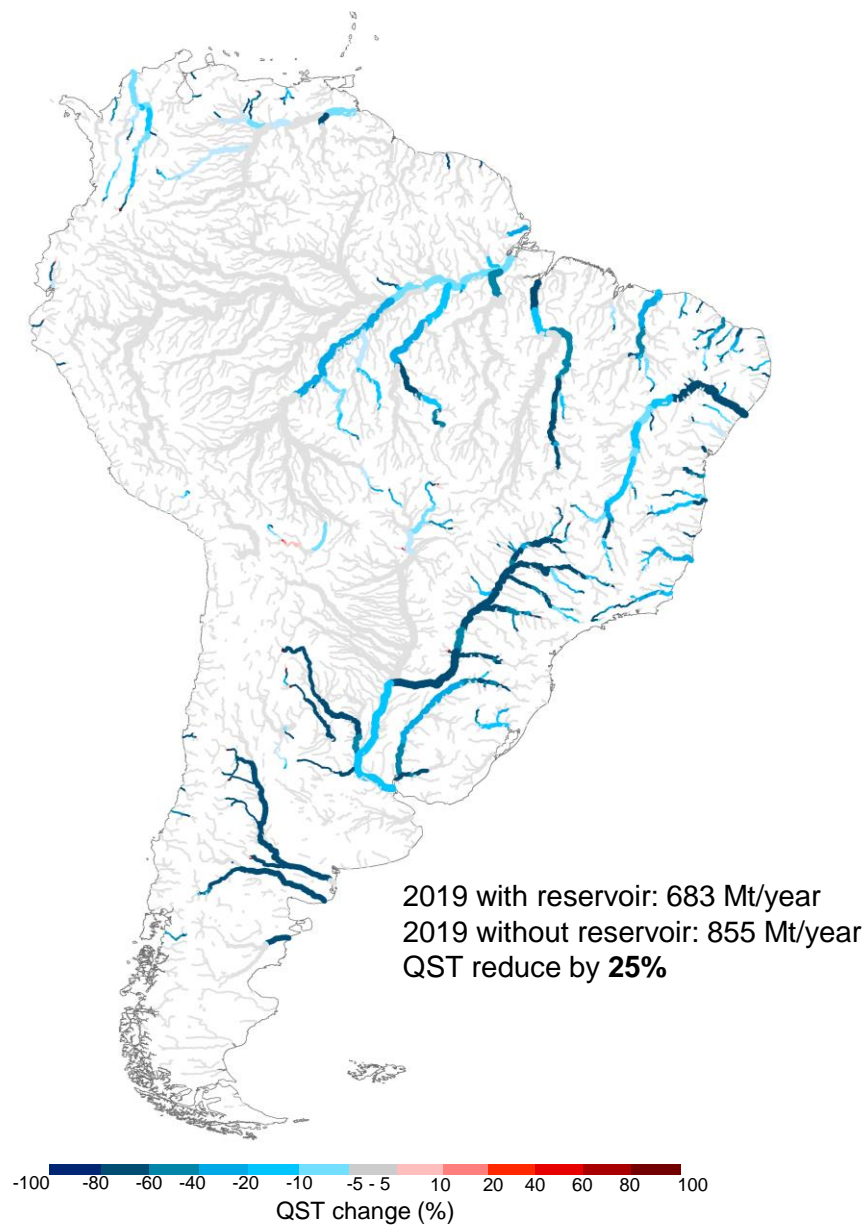 2019 with reservoir: 683 Mt/year
2019 without reservoir: 855 Mt/year
QST reduce by 25%
-100 -80 -60 -40 -20 -10 -5 - 5 10 20 40 60 80 100
QST change (%)